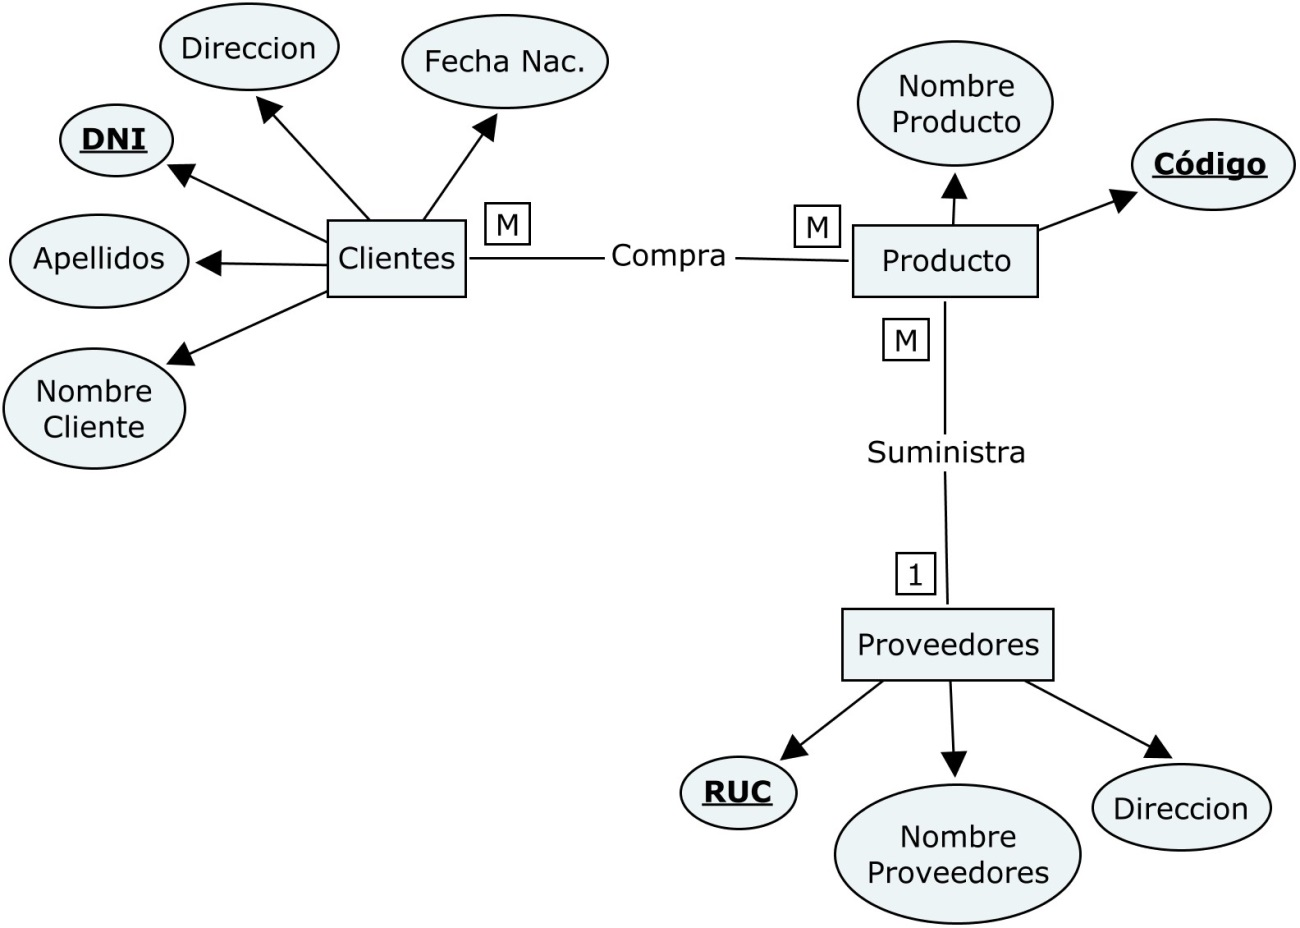 Direccion
Fecha Nac.
DNI
Apellidos
Nombre
Cliente
Clientes
M
Compra
M
Nombre
Producto
Código
Producto
M
Suministra
1
Proveedores
RUC
Nombre
Proveedores
Direccion